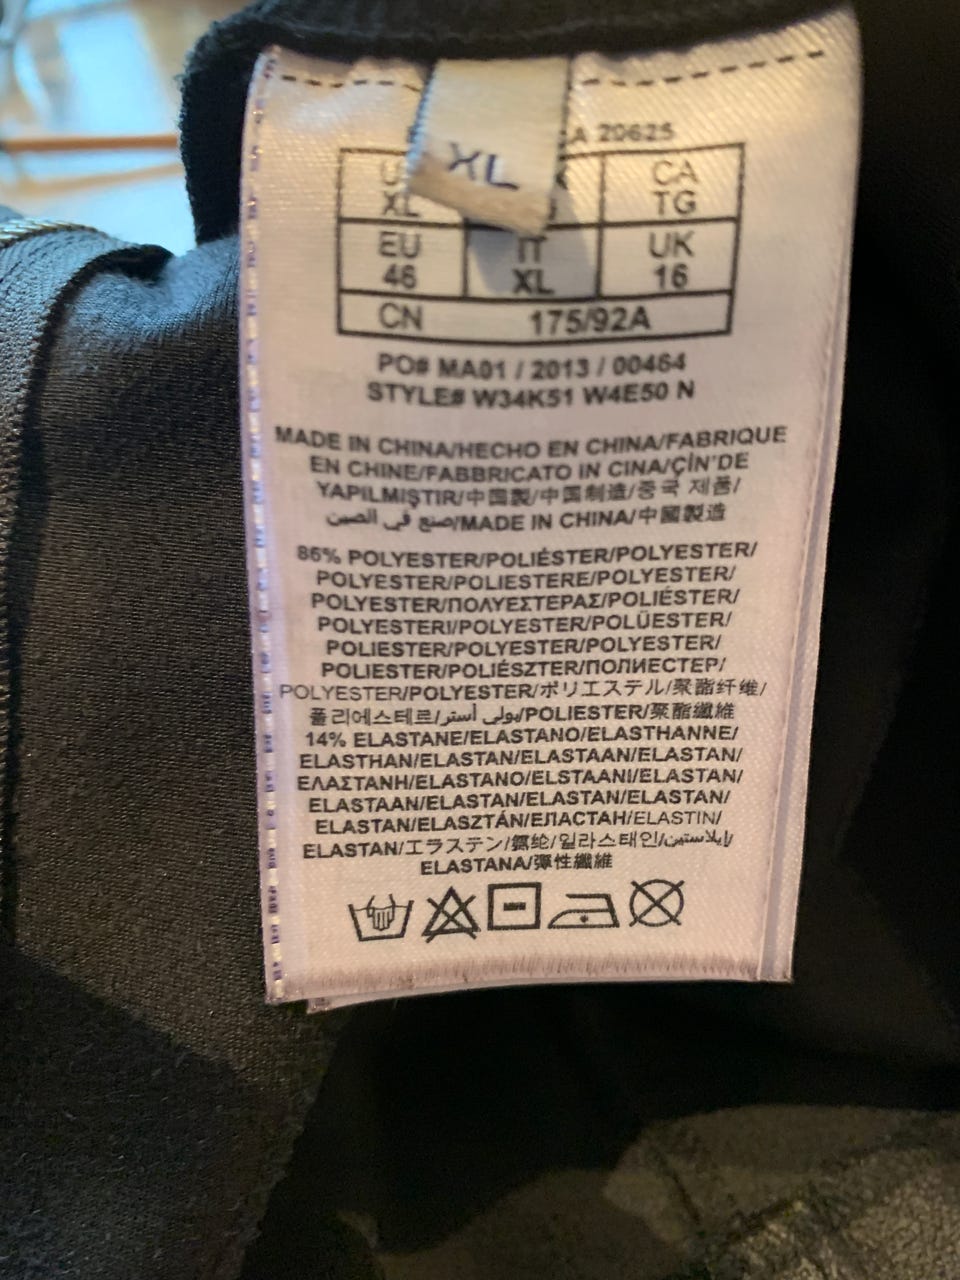 XL
A 20625
CA
XL TG
EU IT UK
46 XL 16
CN 175/92A
PO# MA01 / 2013 / 00464
STYLE# W34K51 W4E50 N
MADE IN CHINA/HECHO EN CHINA/FABRIQUE
EN CHINE/FABBRICATO IN CINA/ÇİN'DE
YAPILMIŞTIR/中国製/中国制造/중국 제품/
صنع في الصين/MADE IN CHINA/中國製造
86% POLYESTER/POLIÉSTER/POLYESTER/
POLYESTER/POLIESTERE/POLYESTER/
POLYESTER/ΠΟΛΥΕΣΤΕΡΑΣ/POLIÉSTER/
POLYESTERI/POLYESTER/POLÜESTER/
POLIESTER/POLYESTER/POLYESTER/
POLIESTER/POLIÉSZTER/ПОЛИЕСТЕР/
POLYESTER/POLYESTER/ポリエステル/聚酯纤维/
폴리에스테르/بولي أستر/POLIESTER/聚酯纖維
14% ELASTANE/ELASTANO/ELASTHANNE/
ELASTHAN/ELASTAN/ELASTAAN/ELASTAN/
ΕΛΑΣΤΑΝΗ/ELASTANO/ELSTAANI/ELASTAN/
ELASTAAN/ELASTAN/ELASTAN/ELASTAN/
ELASTAN/ELASZTÁN/ЕЛАСТАН/ELASTIN/
ELASTAN/エラステン/氨纶/일라스태인/إيلاستين/
ELASTANA/彈性纖維